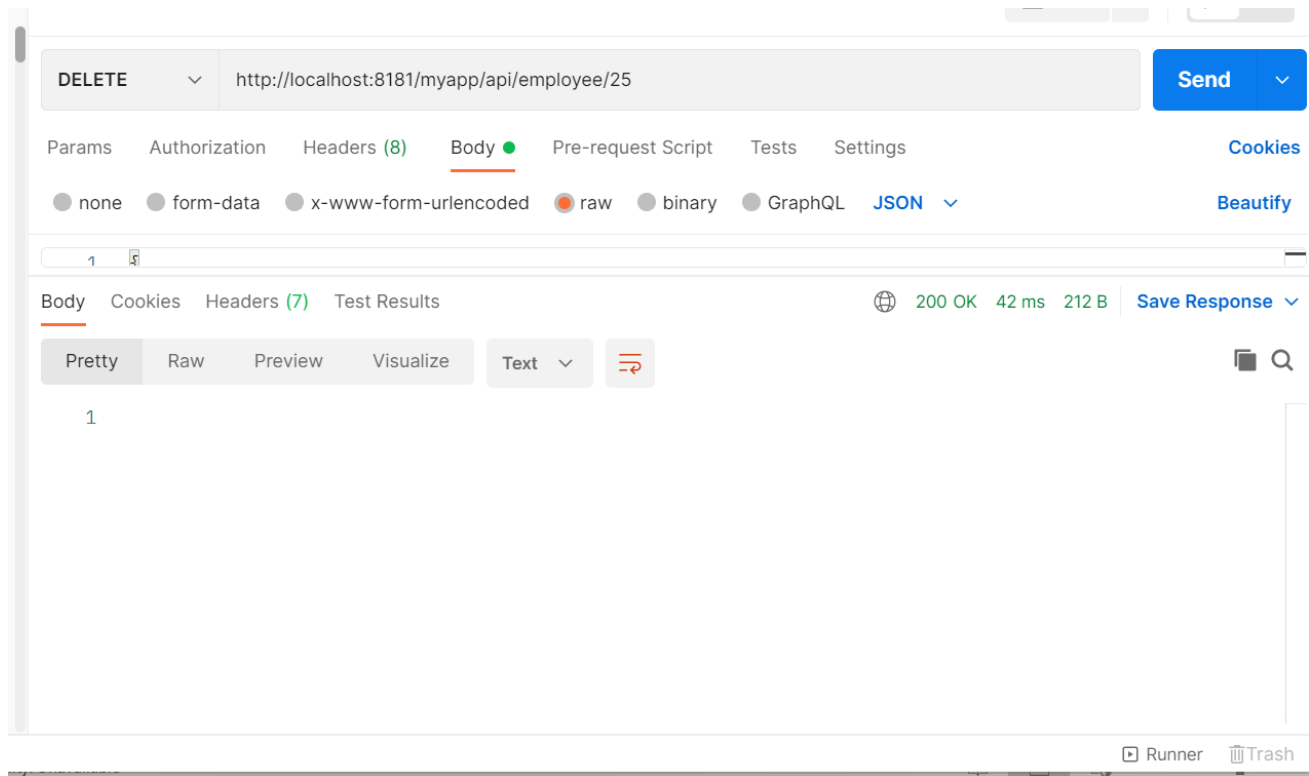 DELETE http://localhost:8181/myapp/api/employee/25 Send
Params Authorization Headers (8) Body Pre-request Script Tests Settings Cookies
none form-data x-www-form-urlencoded raw binary GraphQL JSON Beautify
1
Body Cookies Headers (7) Test Results 200 OK 42 ms 212 B Save Response
Pretty Raw Preview Visualize Text
1
Runner Trash